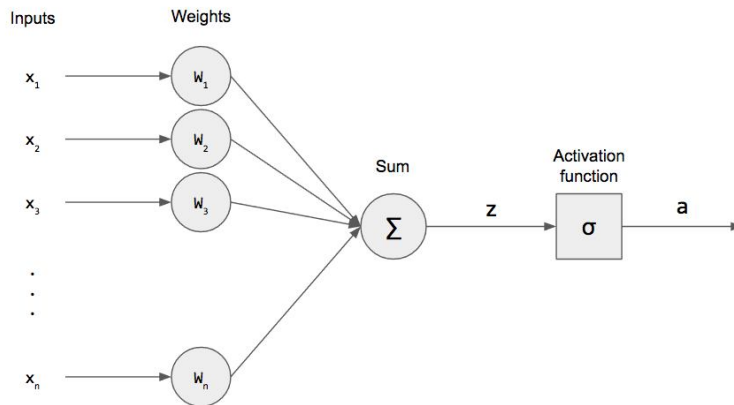 Inputs
Weights
x₁
W₁
x₂
W₂
x₃
W₃
Sum
Σ
z
Activation
function
σ
a
.
.
.
xₙ
Wₙ